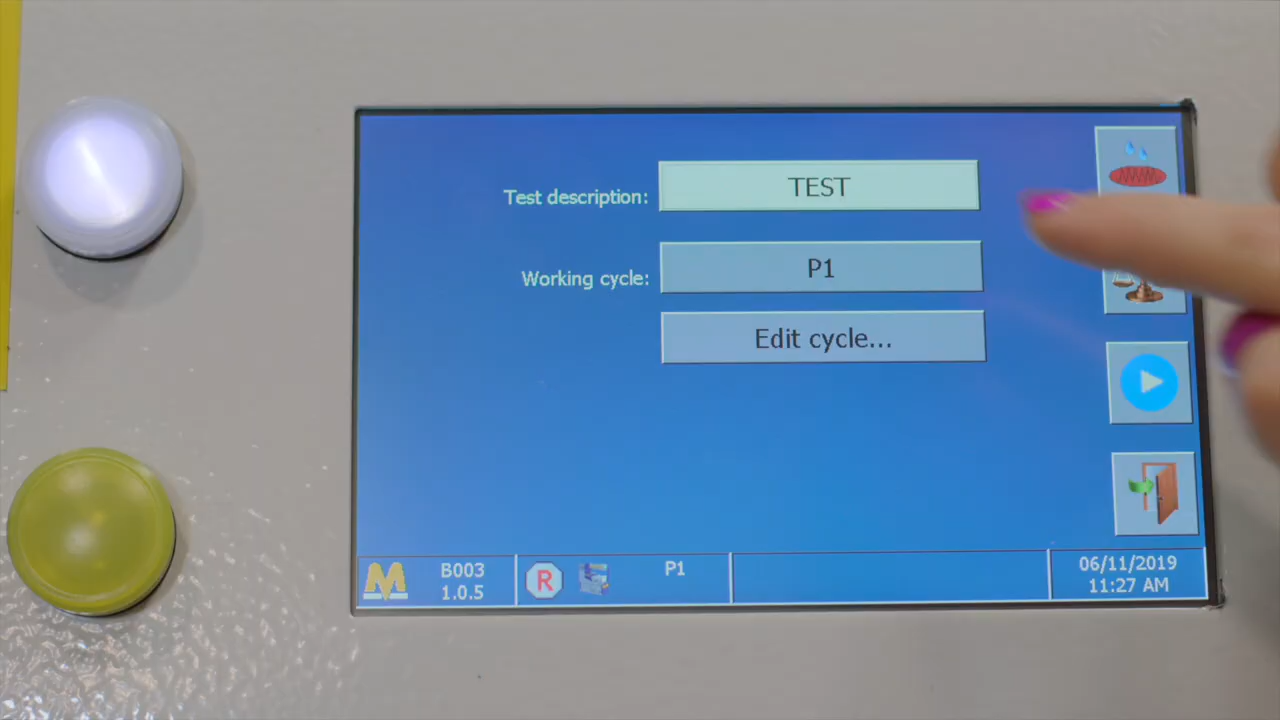 Test description:
TEST
Working cycle:
P1
Edit cycle...
B003
1.0.5
R
P1
06/11/2019
11:27 AM